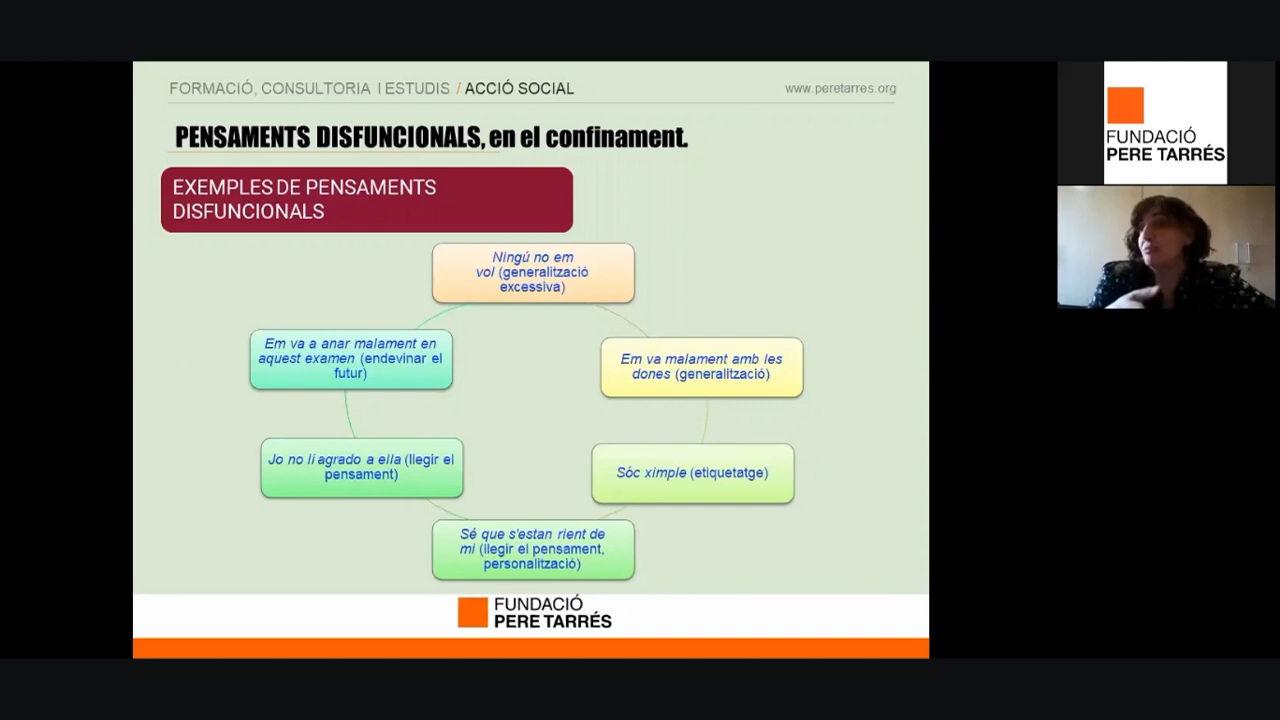 FORMACIÓ, CONSULTORIA I ESTUDIS / ACCIÓ SOCIAL
www.peretarres.org
PENSAMENTS DISFUNCIONALS, en el confinament.
EXEMPLES DE PENSAMENTS
DISFUNCIONALS
Ningú no em
vol (generalització
excessiva)
Em va a anar malament en
aquest examen (endevinar el
futur)
Em va malament amb les
dones (generalització)
Jo no li agrado a ella (llegir el
pensament)
Sóc ximple (etiquetatge)
Sé que s'estan rient de
mi (llegir el pensament,
personalització)
FUNDACIÓ
PERE TARRÉS
FUNDACIÓ
PERE TARRÉS